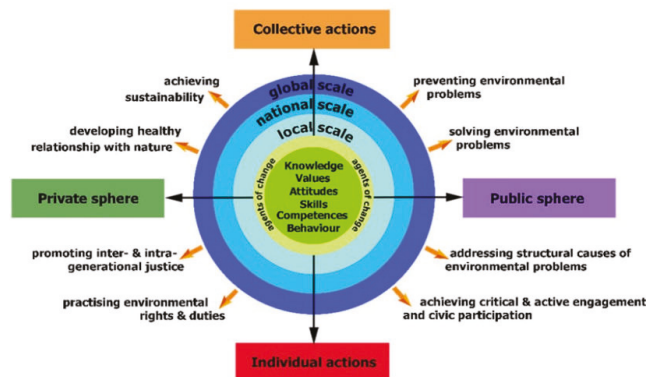 Collective actions
achieving
sustainability
global scale
preventing environmental
problems
national scale
developing healthy
relationship with nature
local scale
solving environmental
problems
Knowledge
Values
Attitudes
Skills
Competences
Behaviour
agents of change
agents of change
Private sphere
Public sphere
promoting inter- & intra-
generational justice
addressing structural causes of
environmental problems
practising environmental
rights & duties
achieving critical & active engagement
and civic participation
Individual actions